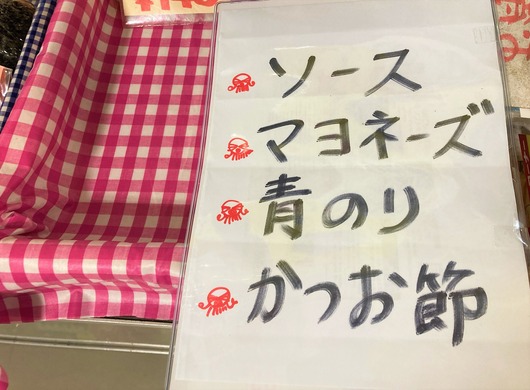 ソース
マヨネーズ
青のり
かつお節